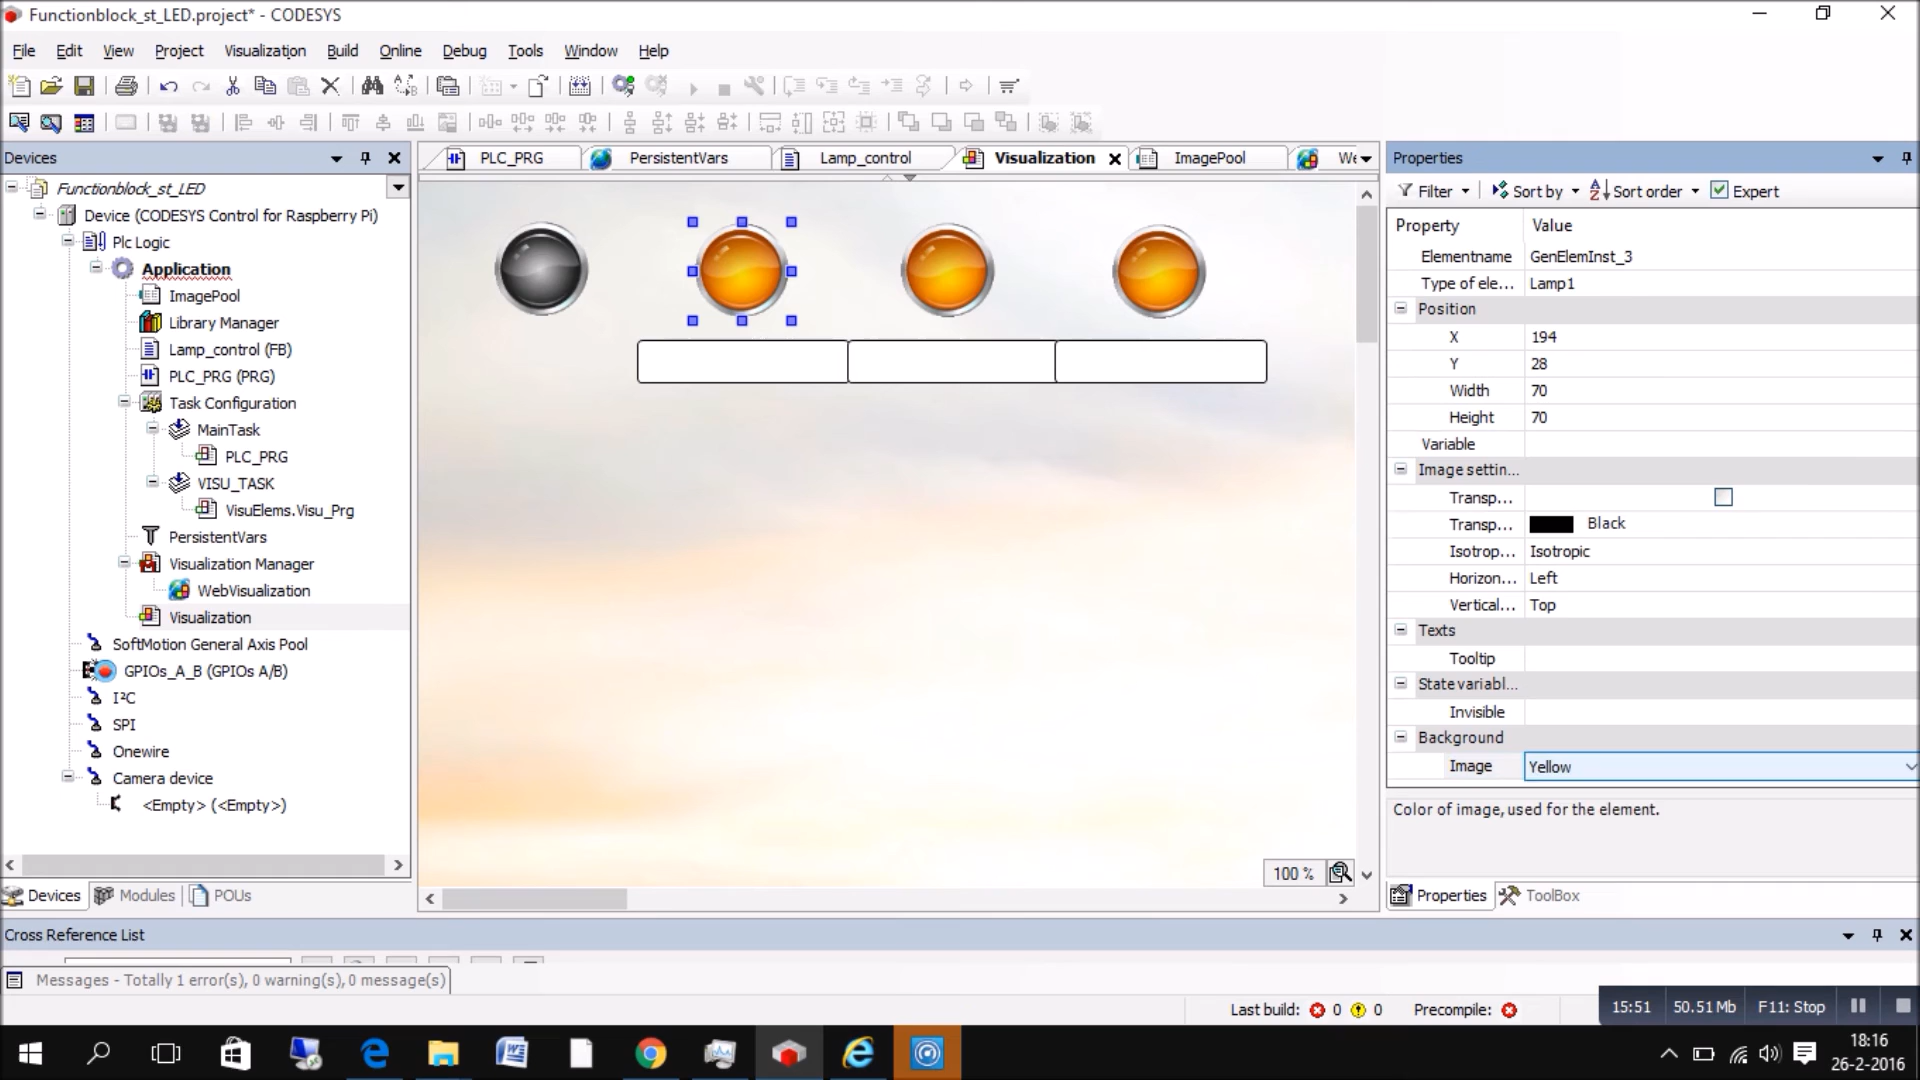 Functionblock_st_LED.project* - CODESYS
File Edit View Project Visualization Build Online Debug Tools Window Help
Devices
Functionblock_st_LED
Device (CODESYS Control for Raspberry Pi)
Plc Logic
Application
ImagePool
Library Manager
Lamp_control (FB)
PLC_PRG (PRG)
Task Configuration
MainTask
PLC_PRG
VISU_TASK
VisuElems.Visu_Prg
PersistentVars
Visualization Manager
WebVisualization
Visualization
SoftMotion General Axis Pool
GPIOs_A_B (GPIOs A/B)
I²C
SPI
Onewire
Camera device
<Empty> (<Empty>)
Devices Modules POUs
PLC_PRG PersistentVars Lamp_control Visualization ImagePool We
100 %
Properties
Filter Sort by Sort order Expert
Property Value
Elementname GenElemInst_3
Type of ele... Lamp1
Position
X 194
Y 28
Width 70
Height 70
Variable
Image settin...
Transp...
Transp... Black
Isotrop... Isotropic
Horizon... Left
Vertical... Top
Texts
Tooltip
State variabl...
Invisible
Background
Image Yellow
Color of image, used for the element.
Properties ToolBox
Cross Reference List
Messages - Totally 1 error(s), 0 warning(s), 0 message(s)
Last build: 0 0 Precompile:
15:51 50.51 Mb F11: Stop
18:16
26-2-2016